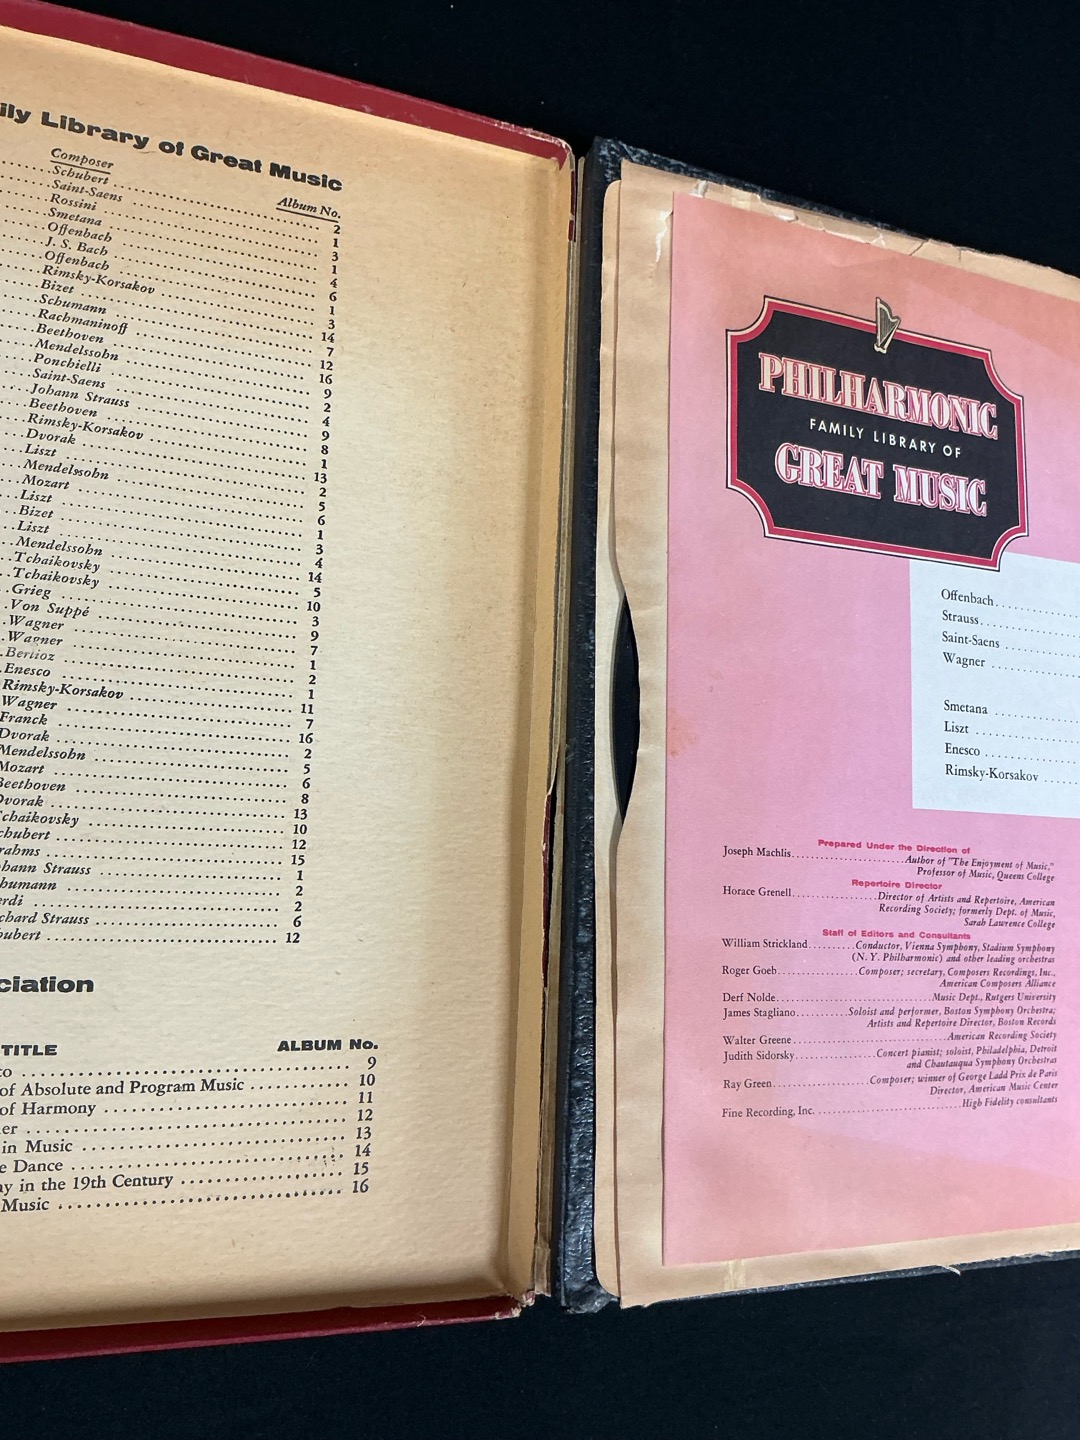 ily Library of Great Music
Composer Album No.
Schubert 2
Saint-Saens 1
Rossini 3
Smetana 1
Offenbach 4
J. S. Bach 6
Offenbach 1
Rimsky-Korsakov 3
Bizet 14
Schumann 7
Rachmaninoff 12
Beethoven 16
Mendelssohn 9
Ponchielli 2
Saint-Saens 4
Johann Strauss 9
Beethoven 8
Rimsky-Korsakov 1
Dvorak 13
Liszt 2
Mendelssohn 5
Mozart 6
Liszt 1
Bizet 3
Liszt 4
Mendelssohn 14
Tchaikovsky 5
Tchaikovsky 10
Grieg 3
Von Suppé 9
Wagner 7
Wagner 1
Berlioz 2
Enesco 1
Rimsky-Korsakov 11
Wagner 7
Franck 16
Dvorak 2
Mendelssohn 5
Mozart 6
Beethoven 8
Dvorak 13
chaikovsky 10
chubert 12
rahms 15
hann Strauss 1
humann 2
erdi 2
chard Strauss 6
hubert 12
ciation
TITLE ALBUM No.
co 9
of Absolute and Program Music 10
of Harmony 11
er 12
in Music 13
e Dance 14
ny in the 19th Century 15
Music 16
PHILHARMONIC
FAMILY LIBRARY OF
GREAT MUSIC
Offenbach
Strauss
Saint-Saens
Wagner
Smetana
Liszt
Enesco
Rimsky-Korsakov
Prepared Under the Direction of
Joseph Machlis Author of "The Enjoyment of Music,"
Professor of Music, Queens College
Repertoire Director
Horace Grenell Director of Artists and Repertoire, American
Recording Society; formerly Dept. of Music,
Sarah Lawrence College
Staff of Editors and Consultants
William Strickland Conductor, Vienna Symphony, Stadium Symphony
(N. Y. Philharmonic) and other leading orchestras
Roger Goeb Composer; secretary, Composers Recordings, Inc.,
American Composers Alliance
Derf Nolde Music Dept., Rutgers University
James Stagliano Soloist and performer, Boston Symphony Orchestra;
Artists and Repertoire Director, Boston Records
Walter Greene American Recording Society
Judith Sidorsky Concert pianist; soloist, Philadelphia, Detroit
and Chautauqua Symphony Orchestras
Ray Green Composer; winner of George Ladd Prix de Paris
Director, American Music Center
Fine Recording, Inc. High Fidelity consultants